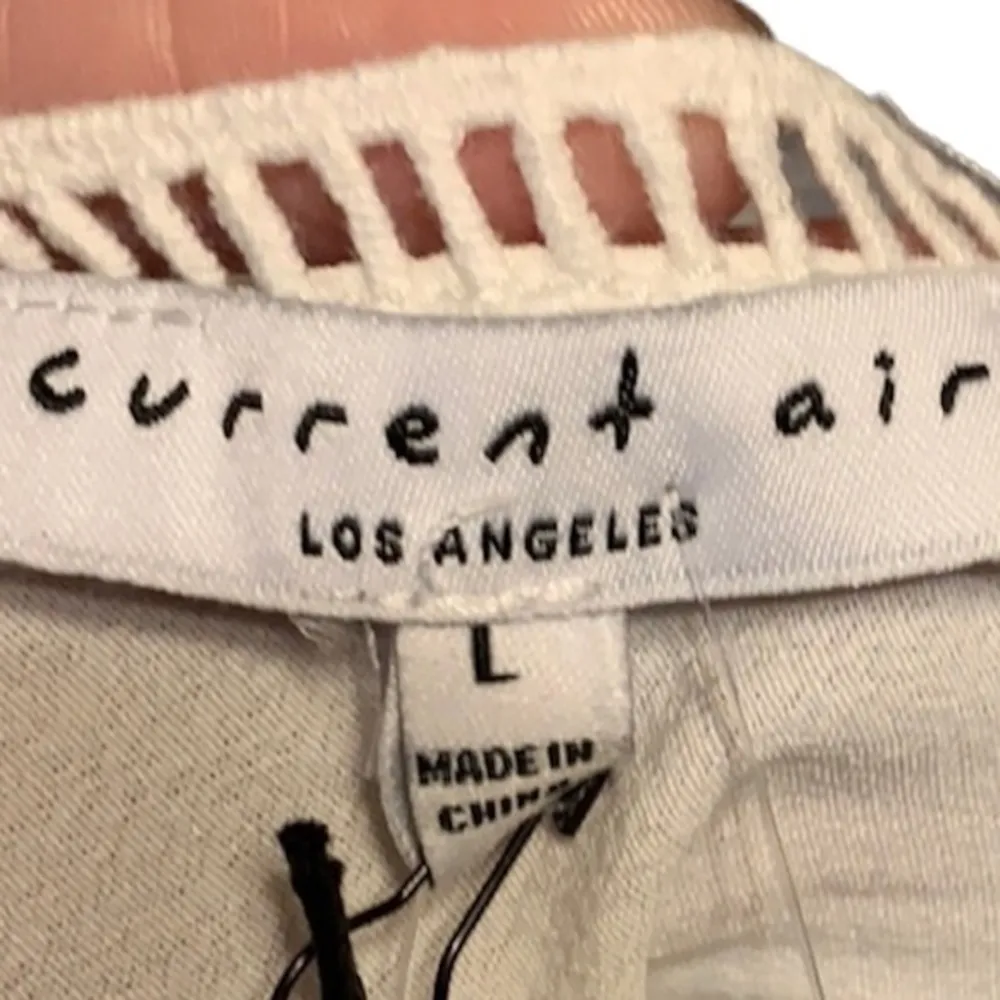 current air
LOS ANGELES
L
MADE IN
CHINA